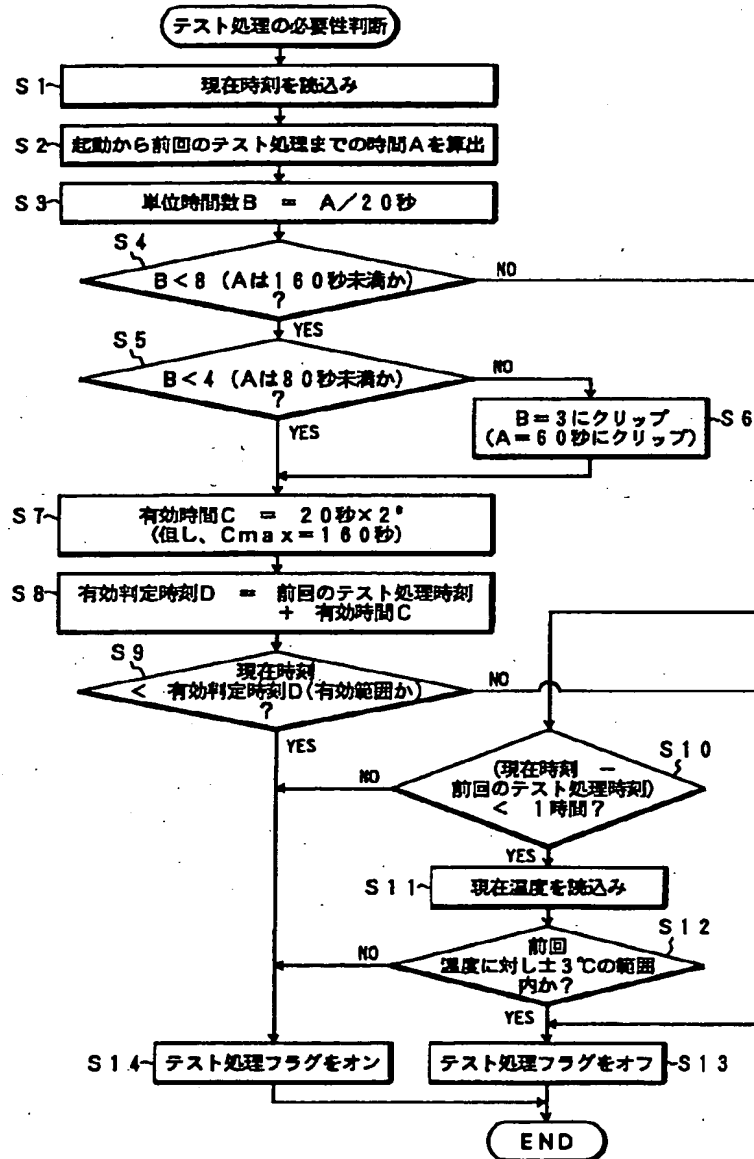 テスト処理の必要性判断
S1
現在時刻を読込み
S2
起動から前回のテスト処理までの時間Aを算出
S3
単位時間数B = A/20秒
S4
B<8 (Aは160秒未満か)
?
NO
YES
S5
B<4 (Aは80秒未満か)
?
NO
YES
B=3にクリップ
(A=60秒にクリップ)
S6
S7
有効時間C = 20秒×2
(但し、Cmax=160秒)
S8
有効判定時刻D = 前回のテスト処理時刻
+ 有効時間C
S9
現在時刻
< 有効判定時刻D(有効範囲か)
?
NO
YES
S10
(現在時刻 −
前回のテスト処理時刻)
< 1時間?
NO
YES
S11
現在温度を読込み
S12
前回
温度に対し±3℃の範囲
内か?
NO
YES
S14
テスト処理フラグをオン
テスト処理フラグをオフ
S13
END